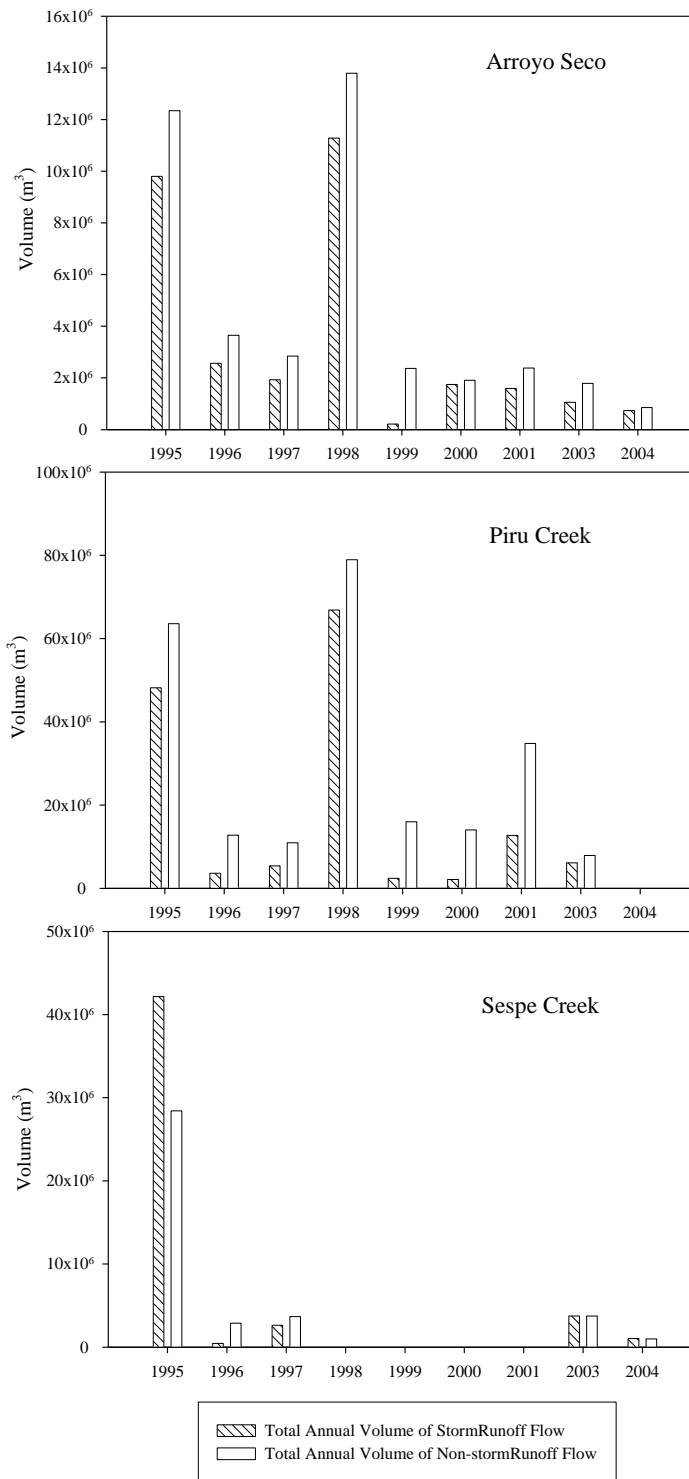 16x10⁶
14x10⁶
12x10⁶
10x10⁶
8x10⁶
6x10⁶
4x10⁶
2x10⁶
0
Volume (m³)
Arroyo Seco
1995 1996 1997 1998 1999 2000 2001 2003 2004
100x10⁶
80x10⁶
60x10⁶
40x10⁶
20x10⁶
0
Volume (m³)
Piru Creek
1995 1996 1997 1998 1999 2000 2001 2003 2004
50x10⁶
40x10⁶
30x10⁶
20x10⁶
10x10⁶
0
Volume (m³)
Sespe Creek
1995 1996 1997 1998 1999 2000 2001 2003 2004
Total Annual Volume of StormRunoff Flow
Total Annual Volume of Non-stormRunoff Flow